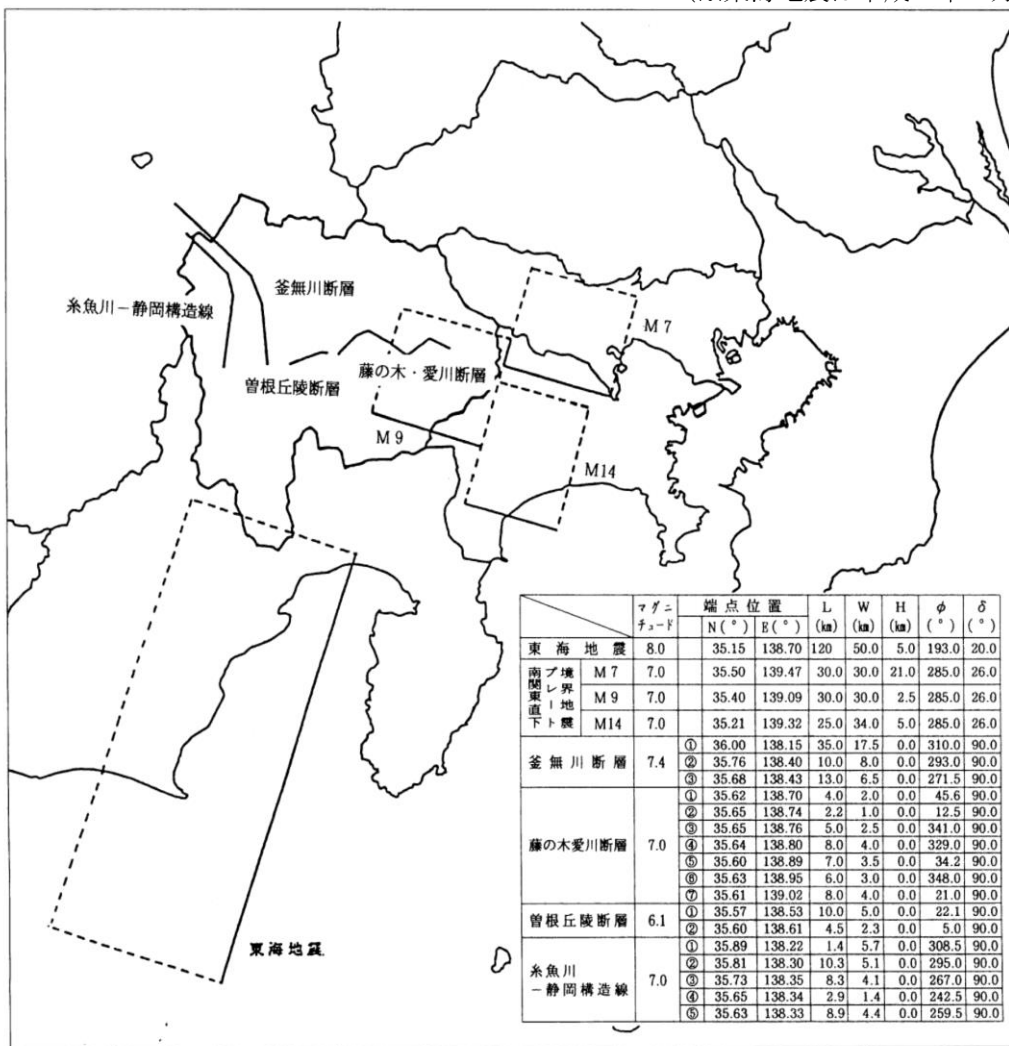 釜無川断層
糸魚川－静岡構造線
M 7
藤の木・愛川断層
曽根丘陵断層
M 9
M14
東海地震
マグニチュード 端点位置 L W H φ δ
N(°) E(°) (km) (km) (km) (°) (°)
東海地震 8.0 35.15 138.70 120 50.0 5.0 193.0 20.0
南関東直下プレート境界地震
M 7 7.0 35.50 139.47 30.0 30.0 21.0 285.0 26.0
M 9 7.0 35.40 139.09 30.0 30.0 2.5 285.0 26.0
M14 7.0 35.21 139.32 25.0 34.0 5.0 285.0 26.0
釜無川断層 7.4
① 36.00 138.15 35.0 17.5 0.0 310.0 90.0
② 35.76 138.40 10.0 8.0 0.0 293.0 90.0
③ 35.68 138.43 13.0 6.5 0.0 271.5 90.0
藤の木愛川断層 7.0
① 35.62 138.70 4.0 2.0 0.0 45.6 90.0
② 35.65 138.74 2.2 1.0 0.0 12.5 90.0
③ 35.65 138.76 5.0 2.5 0.0 341.0 90.0
④ 35.64 138.80 8.0 4.0 0.0 329.0 90.0
⑤ 35.60 138.89 7.0 3.5 0.0 34.2 90.0
⑥ 35.63 138.95 6.0 3.0 0.0 348.0 90.0
⑦ 35.61 139.02 8.0 4.0 0.0 21.0 90.0
曽根丘陵断層 6.1
① 35.57 138.53 10.0 5.0 0.0 22.1 90.0
② 35.60 138.61 4.5 2.3 0.0 5.0 90.0
糸魚川
－静岡構造線 7.0
① 35.89 138.22 1.4 5.7 0.0 308.5 90.0
② 35.81 138.30 10.3 5.1 0.0 295.0 90.0
③ 35.73 138.35 8.3 4.1 0.0 267.0 90.0
④ 35.65 138.34 2.9 1.4 0.0 242.5 90.0
⑤ 35.63 138.33 8.9 4.4 0.0 259.5 90.0